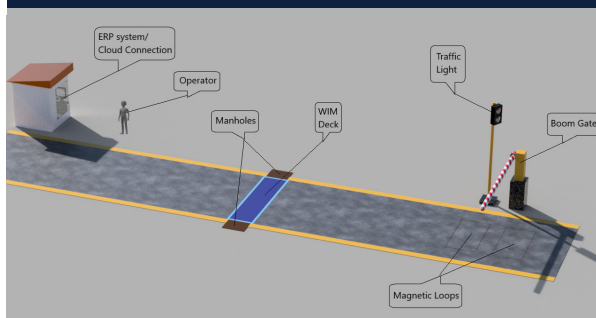 ERP system/
Cloud Connection
Operator
Manholes
WIM
Deck
Traffic
Light
Boom Gate
Magnetic Loops